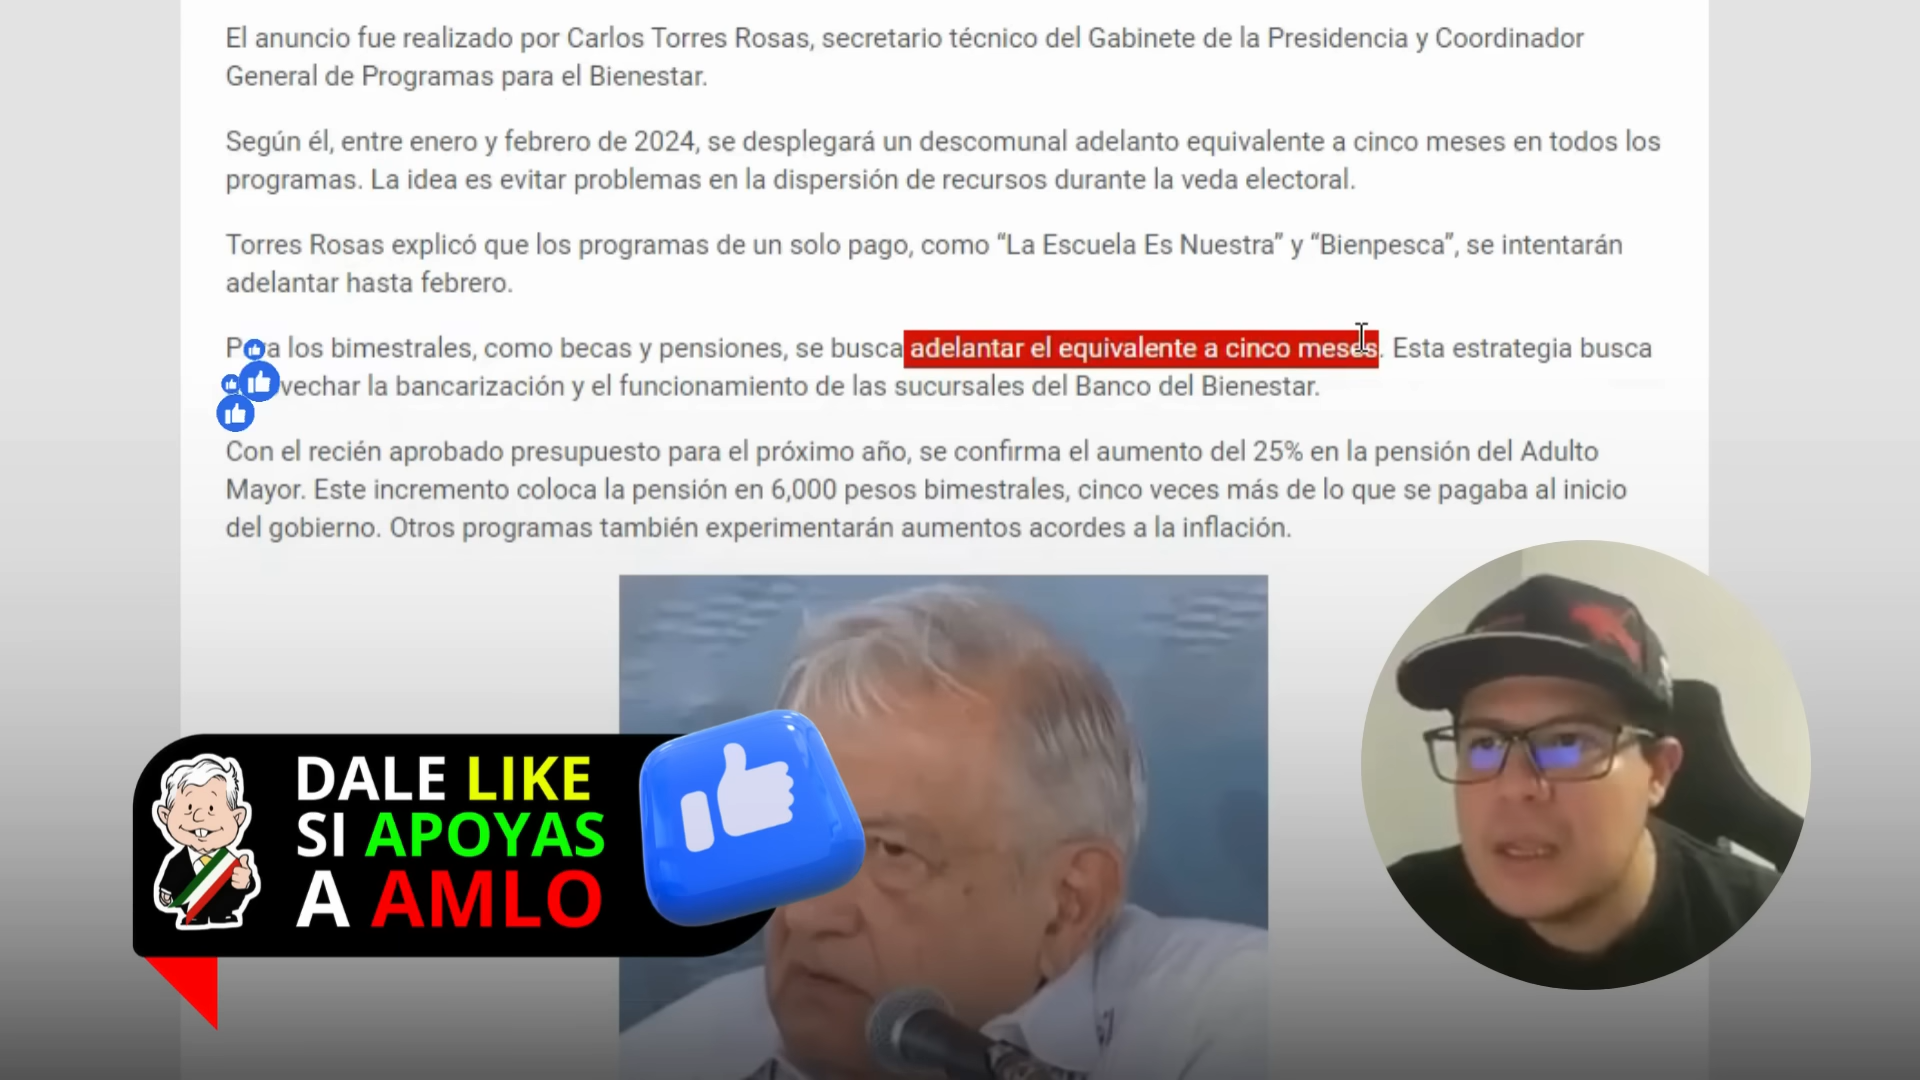 El anuncio fue realizado por Carlos Torres Rosas, secretario técnico del Gabinete de la Presidencia y Coordinador
General de Programas para el Bienestar.
Según él, entre enero y febrero de 2024, se desplegará un descomunal adelanto equivalente a cinco meses en todos los
programas. La idea es evitar problemas en la dispersión de recursos durante la veda electoral.
Torres Rosas explicó que los programas de un solo pago, como “La Escuela Es Nuestra” y “Bienpesca”, se intentarán
adelantar hasta febrero.
Para los bimestrales, como becas y pensiones, se busca adelantar el equivalente a cinco meses. Esta estrategia busca
vechar la bancarización y el funcionamiento de las sucursales del Banco del Bienestar.
Con el recién aprobado presupuesto para el próximo año, se confirma el aumento del 25% en la pensión del Adulto
Mayor. Este incremento coloca la pensión en 6,000 pesos bimestrales, cinco veces más de lo que se pagaba al inicio
del gobierno. Otros programas también experimentarán aumentos acordes a la inflación.
DALE LIKE
SI APOYAS
A AMLO